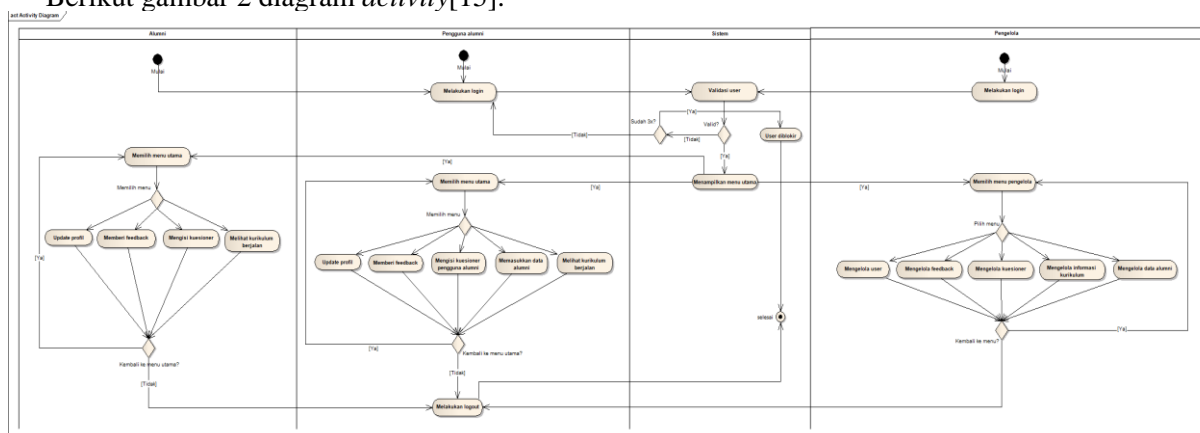 Berikut gambar 2 diagram activity[15].
act Activity Diagram
Alumni
Pengguna alumni
Sistem
Pengelola
Mulai
Mulai
Mulai
Melakukan login
Validasi user
Melakukan login
[Ya]
Sudah 3x?
Valid?
[Tidak]
[Tidak]
User diblokir
[Ya]
Memilih menu utama
[Ya]
Memilih menu utama
[Ya]
Menampilkan menu utama
[Ya]
Memilih menu pengelola
Memilih menu
Memilih menu
Pilih menu
Update profil
Memberi feedback
Mengisi kuesioner
Melihat kurikulum
berjalan
[Ya]
Update profil
Memberi feedback
Mengisi kuesioner
pengguna alumni
Memasukkan data
alumni
Melihat kurikulum
berjalan
Mengelola user
Mengelola feedback
Mengelola kuesioner
Mengelola informasi
kurikulum
Mengelola data alumni
selesai
[Ya]
Kembali ke menu utama?
[Ya]
Kembali ke menu utama?
Kembali ke menu?
[Tidak]
[Tidak]
Melakukan logout